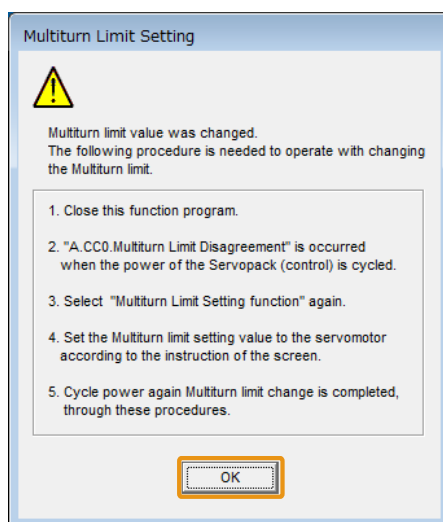 Multiturn Limit Setting
Multiturn limit value was changed.
The following procedure is needed to operate with changing
the Multiturn limit.
1. Close this function program.
2. "A.CC0.Multiturn Limit Disagreement" is occurred
when the power of the Servopack (control) is cycled.
3. Select "Multiturn Limit Setting function" again.
4. Set the Multiturn limit setting value to the servomotor
according to the instruction of the screen.
5. Cycle power again Multiturn limit change is completed,
through these procedures.
OK